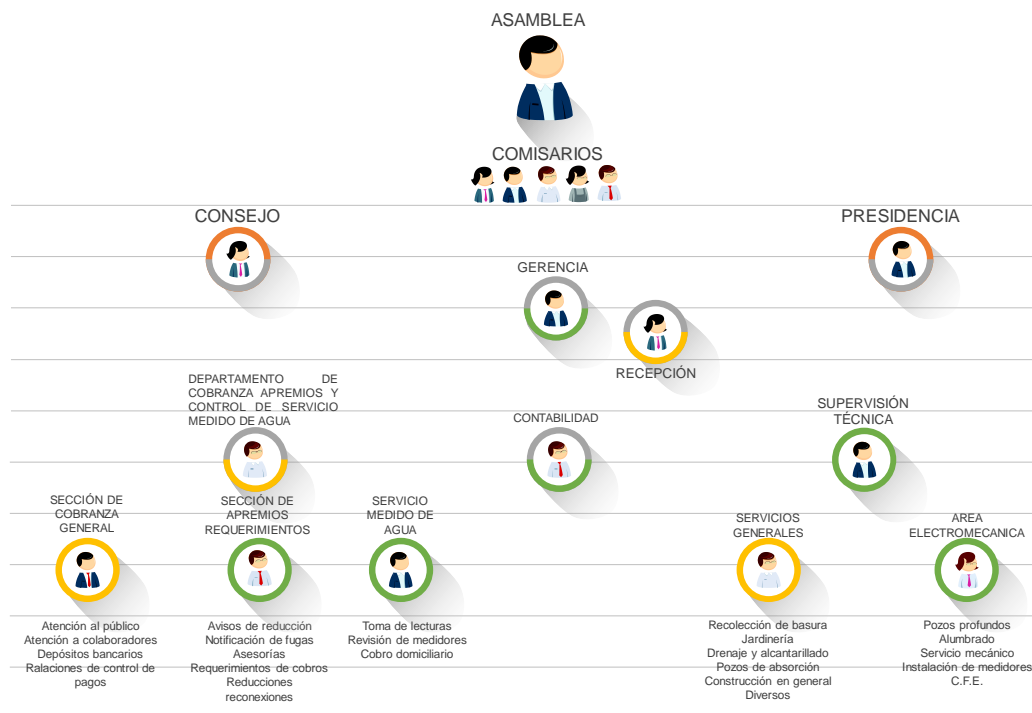 ASAMBLEA
COMISARIOS
CONSEJO
PRESIDENCIA
GERENCIA
RECEPCIÓN
DEPARTAMENTO DE
COBRANZA APREMIOS Y
CONTROL DE SERVICIO
MEDIDO DE AGUA
CONTABILIDAD
SUPERVISIÓN
TÉCNICA
SECCIÓN DE
COBRANZA
GENERAL
SECCIÓN DE
APREMIOS
REQUERIMIENTOS
SERVICIO
MEDIDO DE
AGUA
SERVICIOS
GENERALES
AREA
ELECTROMECANICA
Atención al público
Atención a colaboradores
Depósitos bancarios
Ralaciones de control de
pagos
Avisos de reducción
Notificación de fugas
Asesorías
Requerimientos de cobros
Reducciones
reconexiones
Toma de lecturas
Revisión de medidores
Cobro domiciliario
Recolección de basura
Jardinería
Drenaje y alcantarillado
Pozos de absorción
Construcción en general
Diversos
Pozos profundos
Alumbrado
Servicio mecánico
Instalación de medidores
C.F.E.